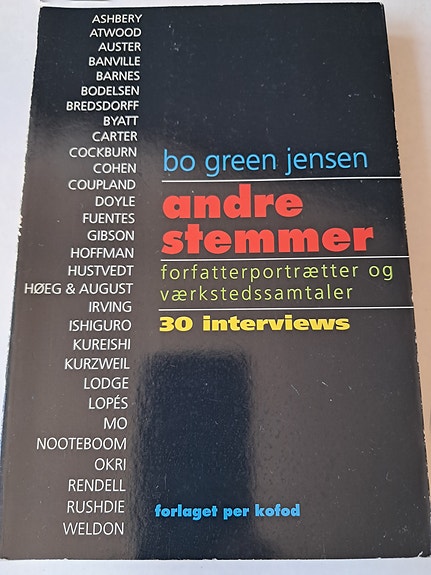 ASHBERY
ATWOOD
AUSTER
BANVILLE
BARNES
BODELSEN
BREDSDORFF
BYATT
CARTER
COCKBURN
COHEN
COUPLAND
DOYLE
FUENTES
GIBSON
HOFFMAN
HUSTVEDT
HØEG & AUGUST
IRVING
ISHIGURO
KUREISHI
KURZWEIL
LODGE
LOPÉS
MO
NOOTEBOOM
OKRI
RENDELL
RUSHDIE
WELDON
bo green jensen
andre
stemmer
forfatterportrætter og
værkstedssamtaler
30 interviews
forlaget per kofod